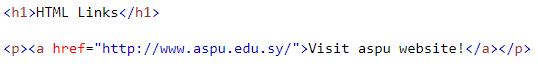 <h1>HTML Links</h1>
<p><a href="http://www.aspu.edu.sy/">Visit aspu website!</a></p>